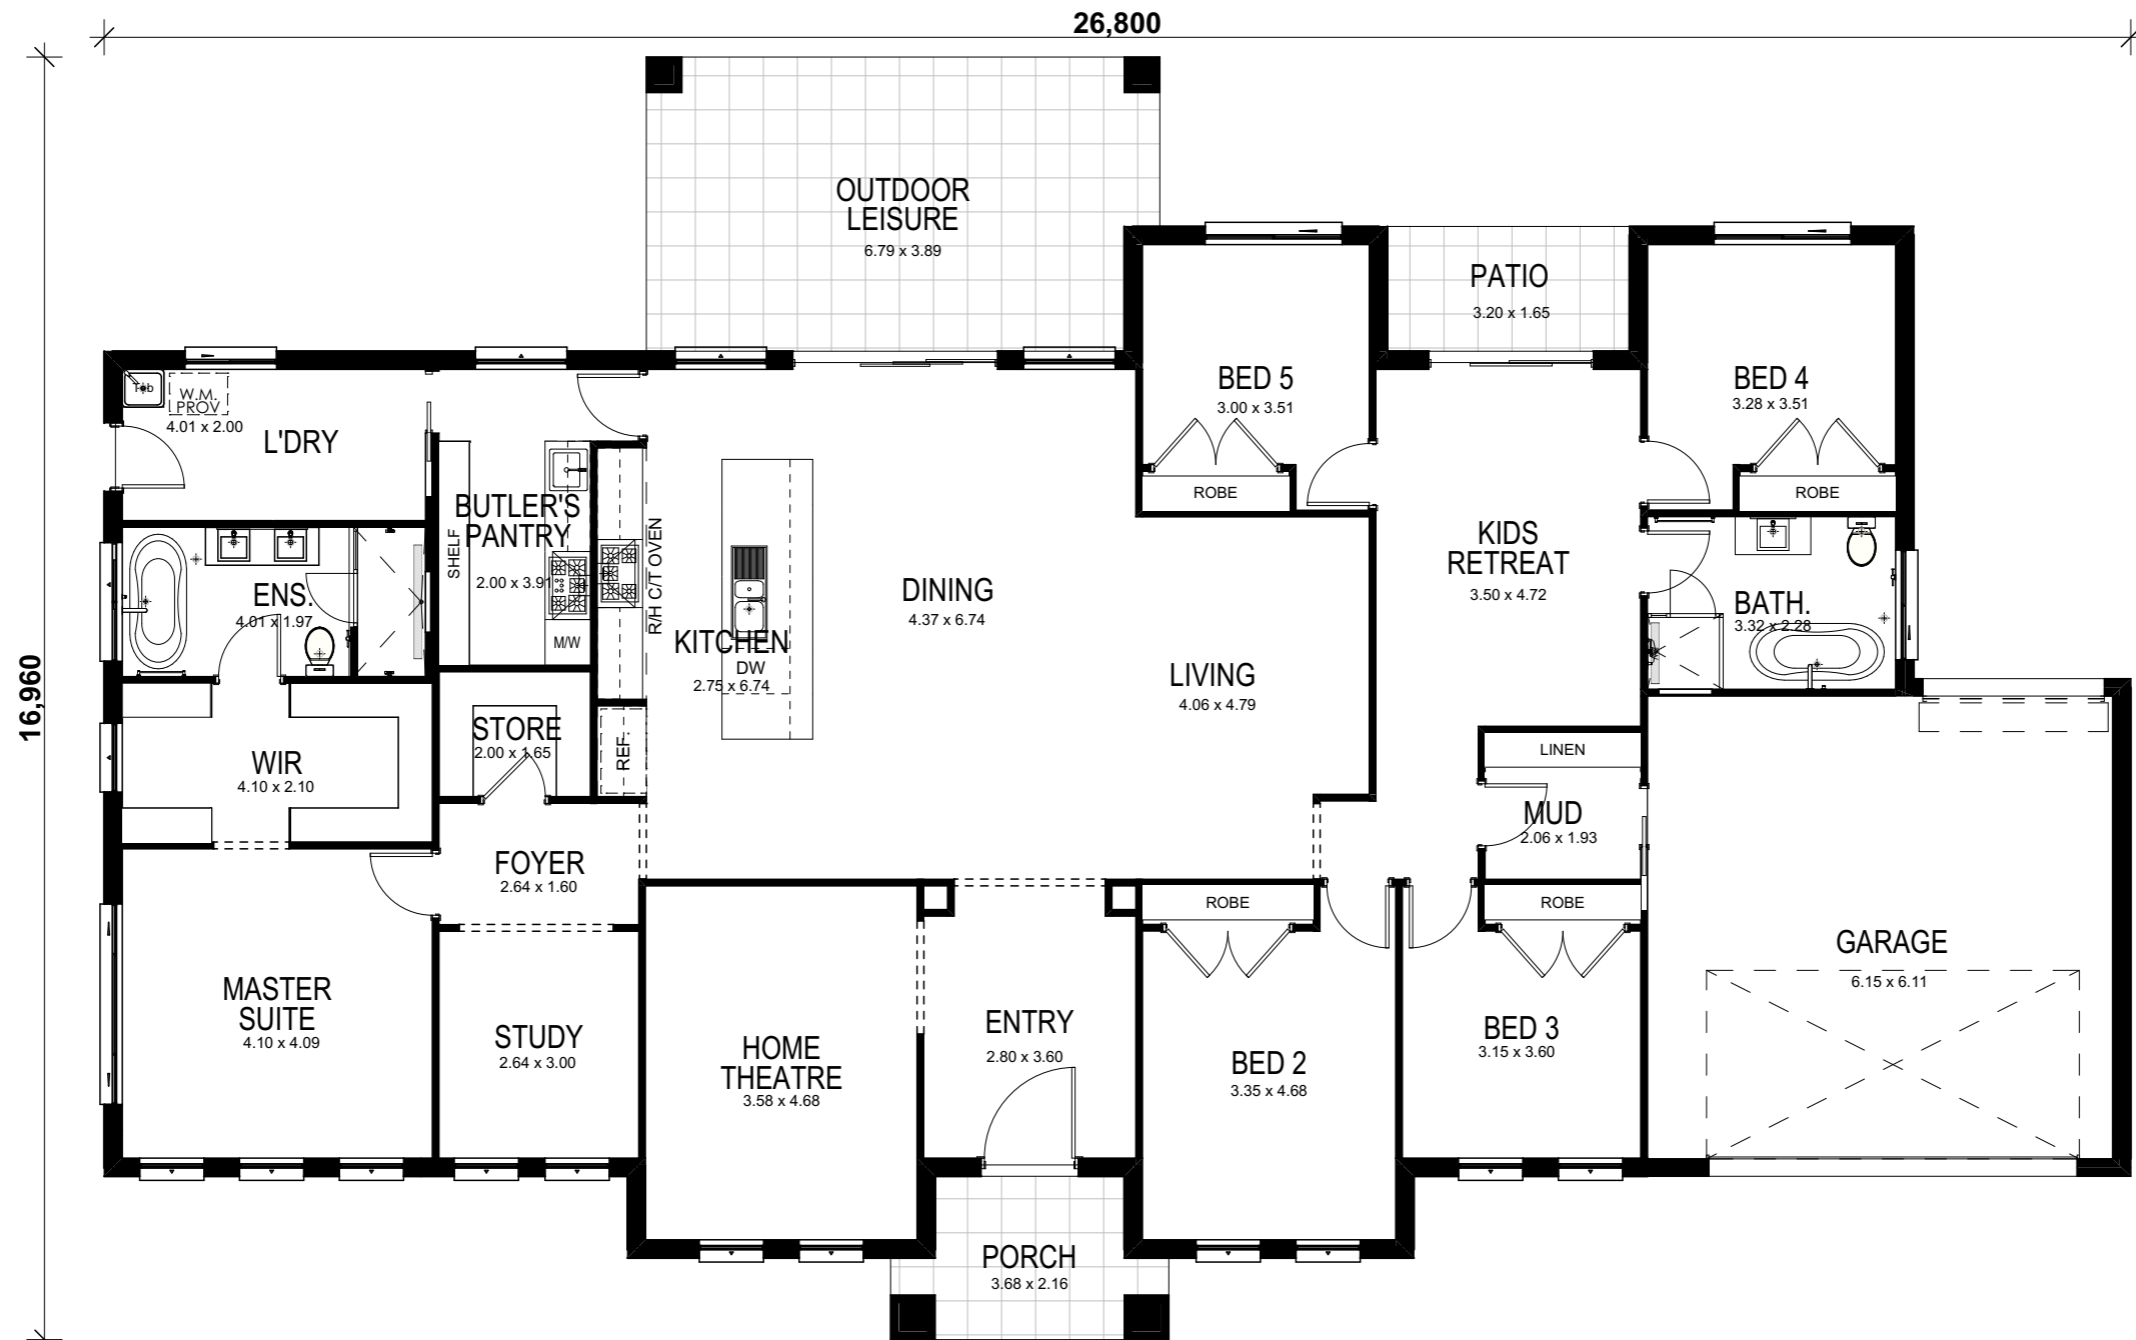 26,800
16,960
OUTDOOR
LEISURE
6.79 x 3.89
PATIO
3.20 x 1.65
BED 5
3.00 x 3.51
ROBE
BED 4
3.28 x 3.51
ROBE
Tub
W.M.
PROV
4.01 x 2.00
L'DRY
BUTLER'S
PANTRY
2.00 x 3.91
SHELF
M/W
R/H C/T OVEN
ENS.
4.01 x 1.97
KITCHEN
DW
2.75 x 6.74
DINING
4.37 x 6.74
LIVING
4.06 x 4.79
KIDS
RETREAT
3.50 x 4.72
BATH.
3.32 x 2.28
STORE
2.00 x 1.65
REF.
WIR
4.10 x 2.10
LINEN
MUD
2.06 x 1.93
FOYER
2.64 x 1.60
ROBE
ROBE
MASTER
SUITE
4.10 x 4.09
STUDY
2.64 x 3.00
HOME
THEATRE
3.58 x 4.68
ENTRY
2.80 x 3.60
BED 2
3.35 x 4.68
BED 3
3.15 x 3.60
GARAGE
6.15 x 6.11
PORCH
3.68 x 2.16